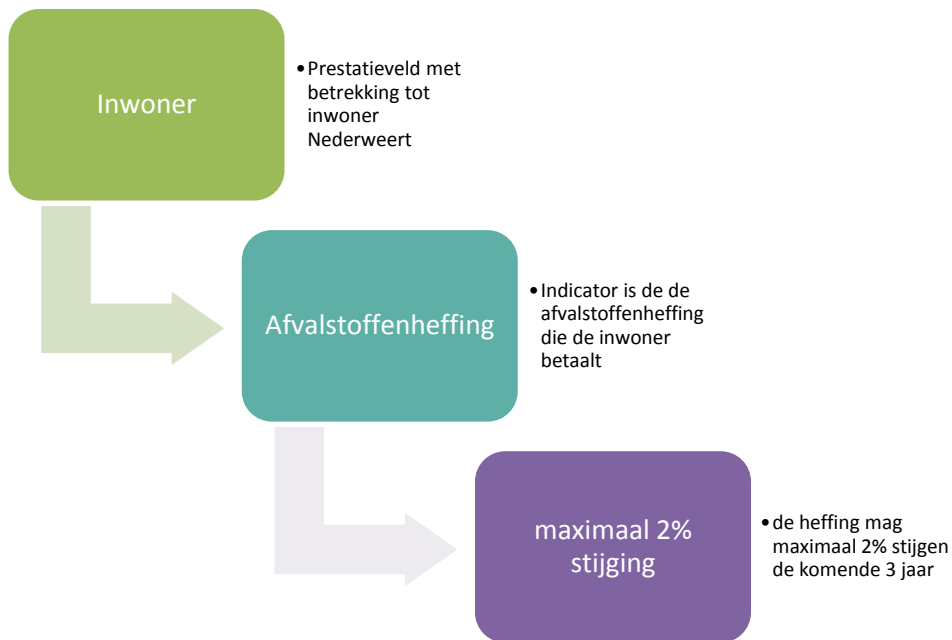 Inwoner
•Prestatieveld met
betrekking tot
inwoner
Nederweert
Afvalstoffenheffing
•Indicator is de de
afvalstoffenheffing
die de inwoner
betaalt
maximaal 2%
stijging
•de heffing mag
maximaal 2% stijgen
de komende 3 jaar